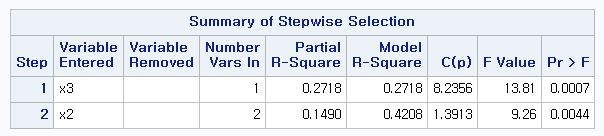 Summary of Stepwise Selection
Step Variable Entered Variable Removed Number Vars In Partial R-Square Model R-Square C(p) F Value Pr > F
1 x3 1 0.2718 0.2718 8.2356 13.81 0.0007
2 x2 2 0.1490 0.4208 1.3913 9.26 0.0044